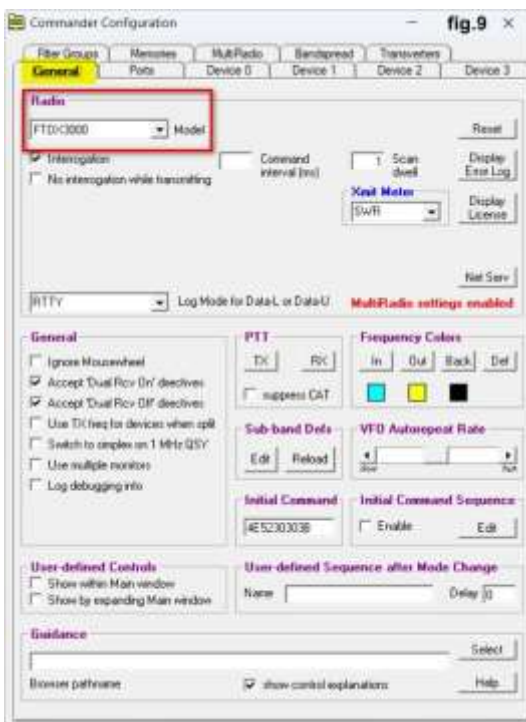 Commander Configuration fig.9
Filter Groups Memories MultiRadio Bandspread Transverters
General Ports Device 0 Device 1 Device 2 Device 3
Radio
FTDX3000 Model Reset
Interrogation Command interval (ms) 1 Scan dwell Display Error Log
No interrogation while transmitting
Xmit Meter
SWR Display License
Net Serv
RTTY Log Mode for Data-L or Data-U MultiRadio settings enabled
General PTT Frequency Colors
Ignore Mousewheel TX RX In Out Back Def
Accept 'Dual Rcv On' directives suppress CAT
Accept 'Dual Rcv Off' directives
Use TX freq for devices when split Sub-band Defs VFO Autorepeat Rate
Switch to simplex on 1 MHz QSY Edit Reload slow fast
Use multiple monitors
Log debugging info
Initial Command Initial Command Sequence
4E52303038 Enable Edit
User-defined Controls User-defined Sequence after Mode Change
Show within Main window Name Delay 0
Show by expanding Main window
Guidance
Select
Browser pathname show control explanations Help